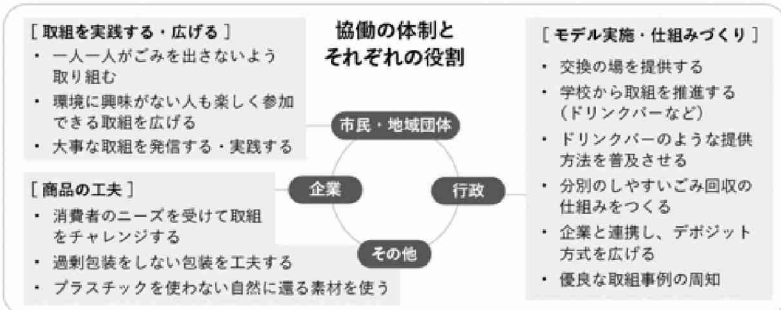 協働の体制と
それぞれの役割
[ 取組を実践する・広げる ]
・ 一人一人がごみを出さないよう
取り組む
・ 環境に興味がない人も楽しく参加
できる取組を広げる
・ 大事な取組を発信する・実践する
市民・地域団体
[ 商品の工夫 ]
・ 消費者のニーズを受けて取組
をチャレンジする
・ 過剰包装をしない包装を工夫する
・ プラスチックを使わない自然に還る素材を使う
企業
行政
その他
[ モデル実施・仕組みづくり ]
・ 交換の場を提供する
・ 学校から取組を推進する
(ドリンクバーなど)
・ ドリンクバーのような提供
方法を普及させる
・ 分別のしやすいごみ回収の
仕組みをつくる
・ 企業と連携し、デポジット
方式を広げる
・ 優良な取組事例の周知